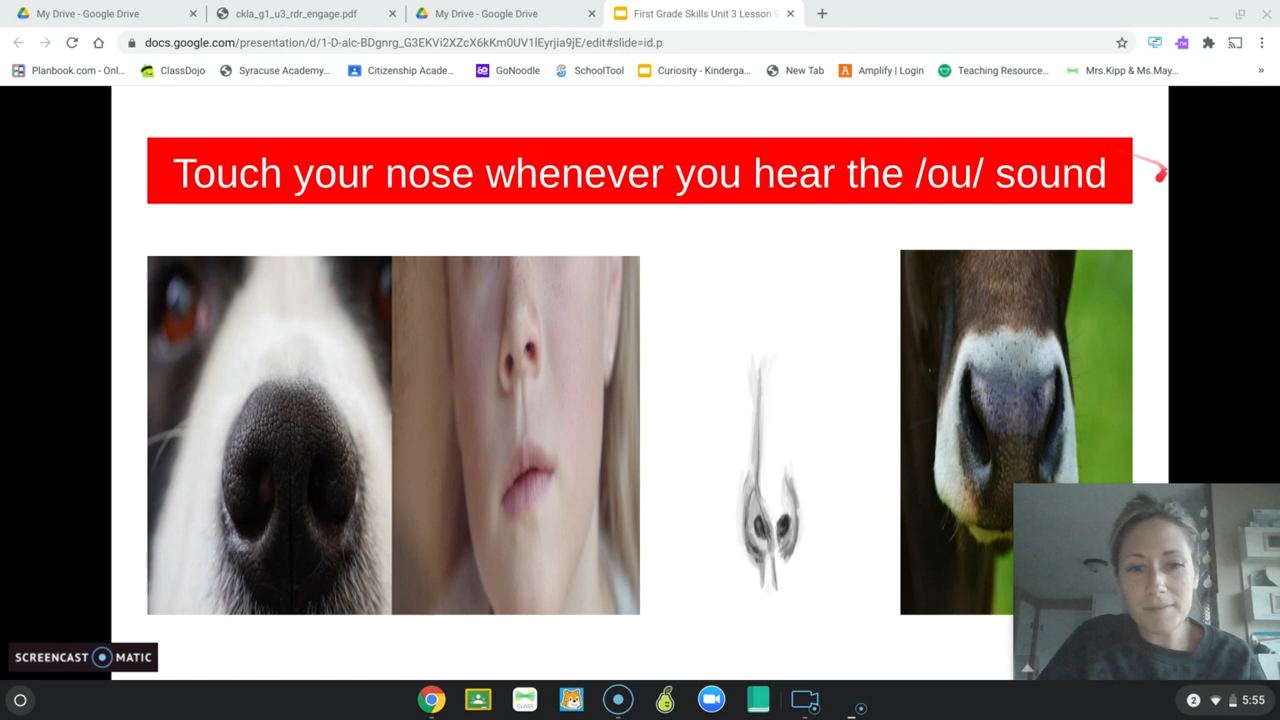 My Drive - Google Drive
ckla_g1_u3_rdr_engage.pdf
My Drive - Google Drive
First Grade Skills Unit 3 Lesson 9
docs.google.com/presentation/d/1-D-alc-BDgnrg_G3EKVi2XZcX6kKm0UV1lEyrjia9jE/edit#slide=id.p
Planbook.com - Onl...
ClassDojo
Syracuse Academy...
Citizenship Acade...
GoNoodle
SchoolTool
Curiosity - Kinderga...
New Tab
Amplify | Login
Teaching Resource...
Mrs.Kipp & Ms.May...
»
Touch your nose whenever you hear the /ou/ sound
SCREENCAST MATIC
CLASS
2
5:55